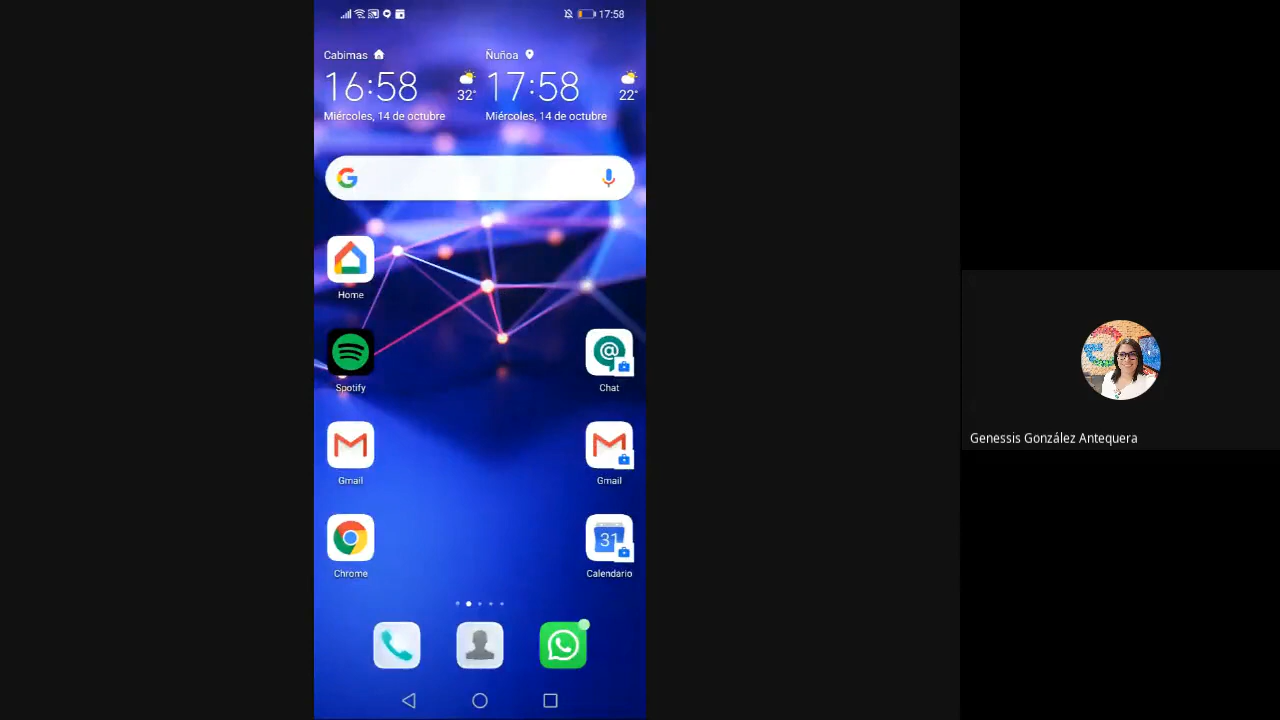 17:58
Cabimas
Ñuñoa
16:58
32°
17:58
22°
Miércoles, 14 de octubre
Miércoles, 14 de octubre
G
Home
Spotify
@
Chat
Gmail
Gmail
31
Chrome
Calendario
Genessis González Antequera